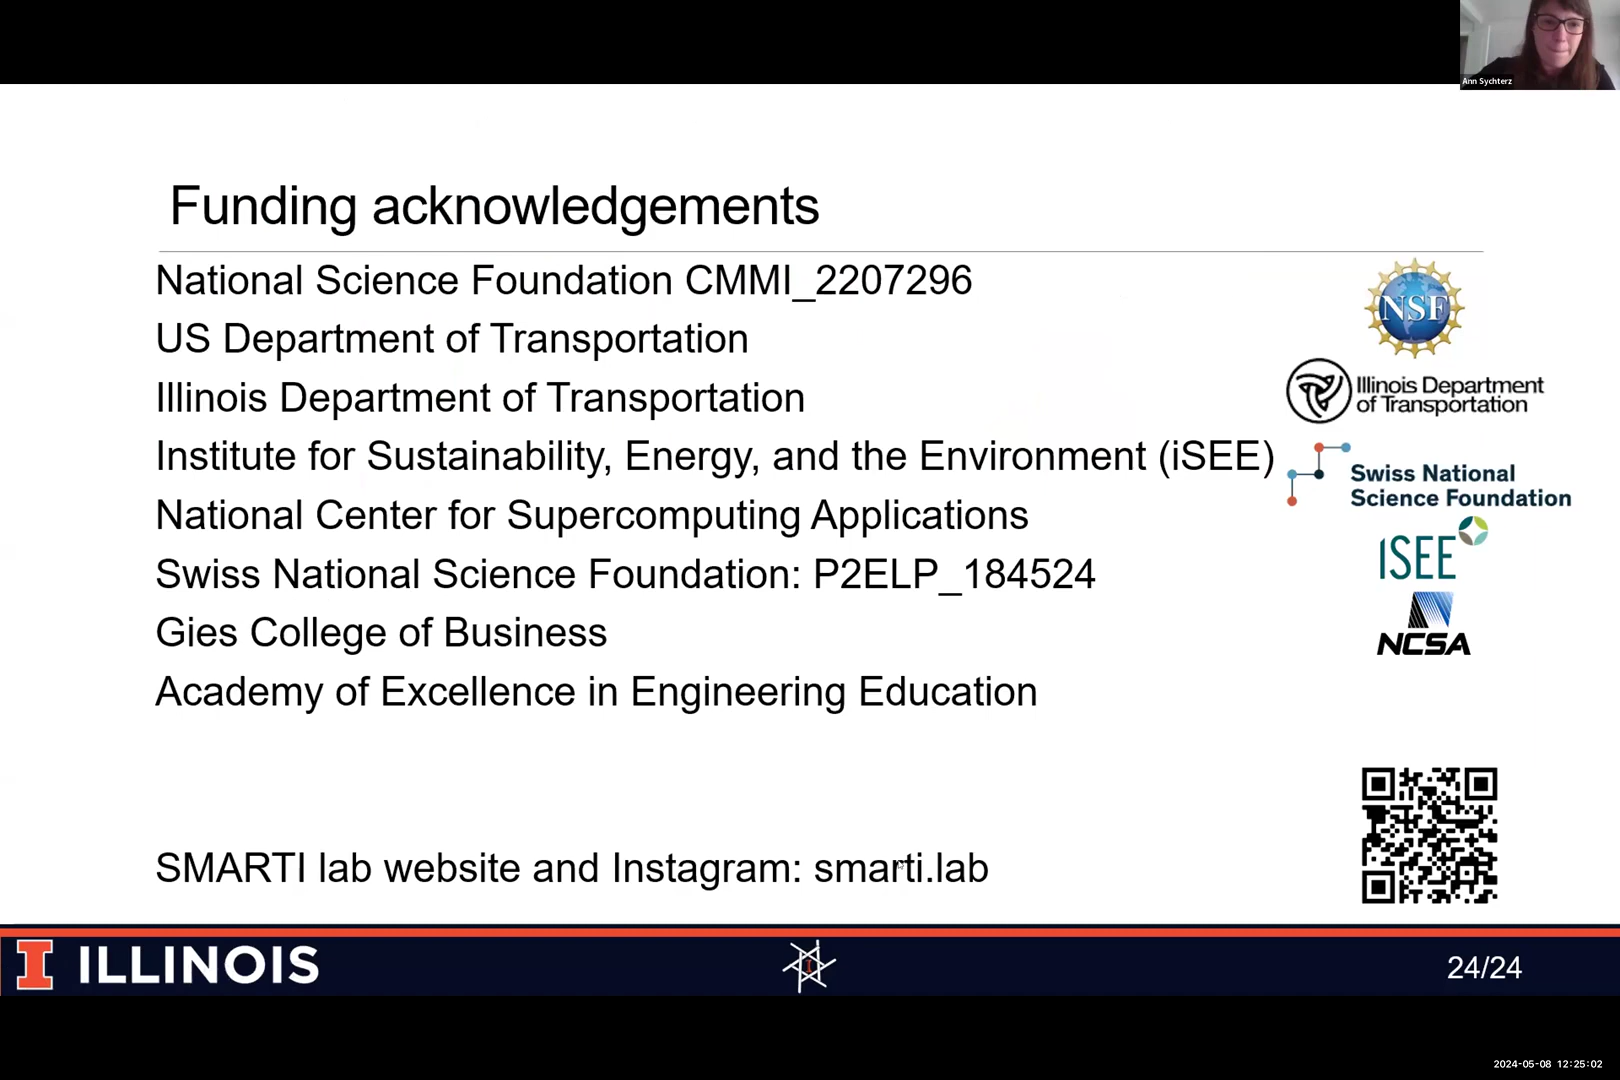 Ann Sychterz
Funding acknowledgements
National Science Foundation CMMI_2207296
US Department of Transportation
Illinois Department of Transportation
Institute for Sustainability, Energy, and the Environment (iSEE)
National Center for Supercomputing Applications
Swiss National Science Foundation: P2ELP_184524
Gies College of Business
Academy of Excellence in Engineering Education
NSF
Illinois Department
of Transportation
Swiss National
Science Foundation
ISEE
NCSA
SMARTI lab website and Instagram: smarti.lab
I ILLINOIS
I
24/24
2024-05-08 12:25:02